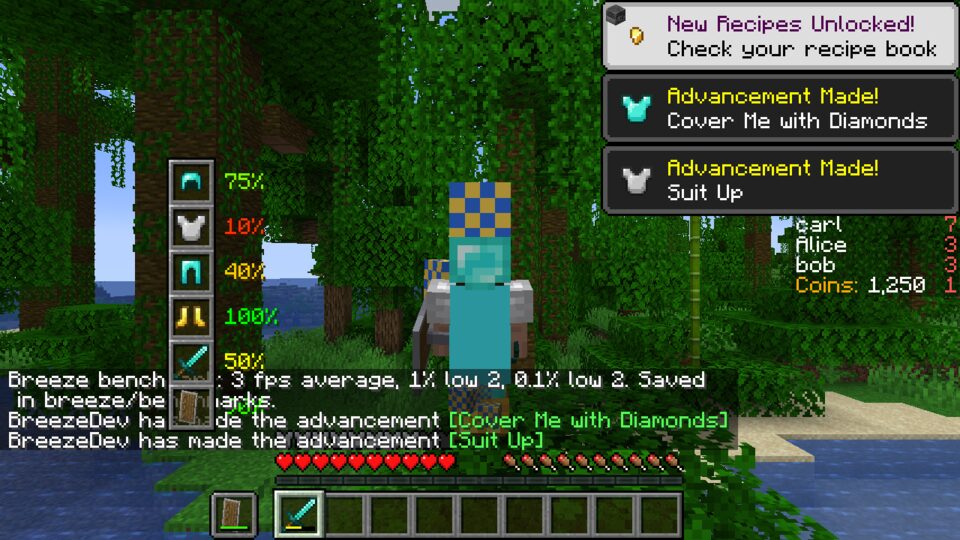 New Recipes Unlocked!
Check your recipe book
Advancement Made!
Cover Me with Diamonds
Advancement Made!
Suit Up
carl 7
Alice 3
bob 3
Coins: 1,250 1
75%
10%
40%
100%
50%
Breeze bench : 3 fps average, 1% low 2, 0.1% low 2. Saved
in breeze/be marks.
BreezeDev ha de the advancement [Cover Me with Diamonds]
BreezeDev has made the advancement [Suit Up]